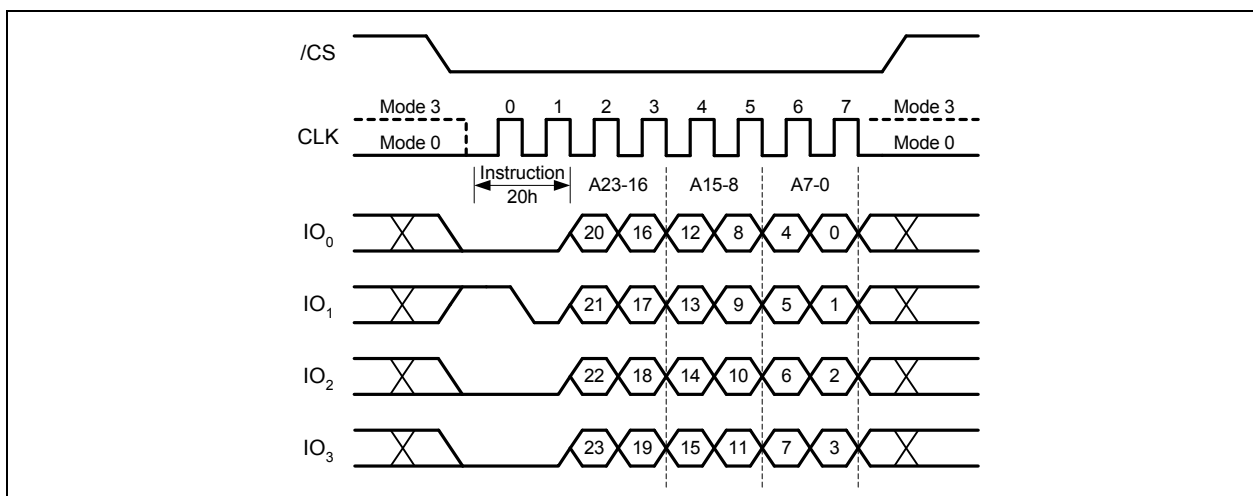 /CS
Mode 3 0 1 2 3 4 5 6 7 Mode 3
CLK
Mode 0 Mode 0
Instruction
20h
A23-16 A15-8 A7-0
IO0 20 16 12 8 4 0
IO1 21 17 13 9 5 1
IO2 22 18 14 10 6 2
IO3 23 19 15 11 7 3